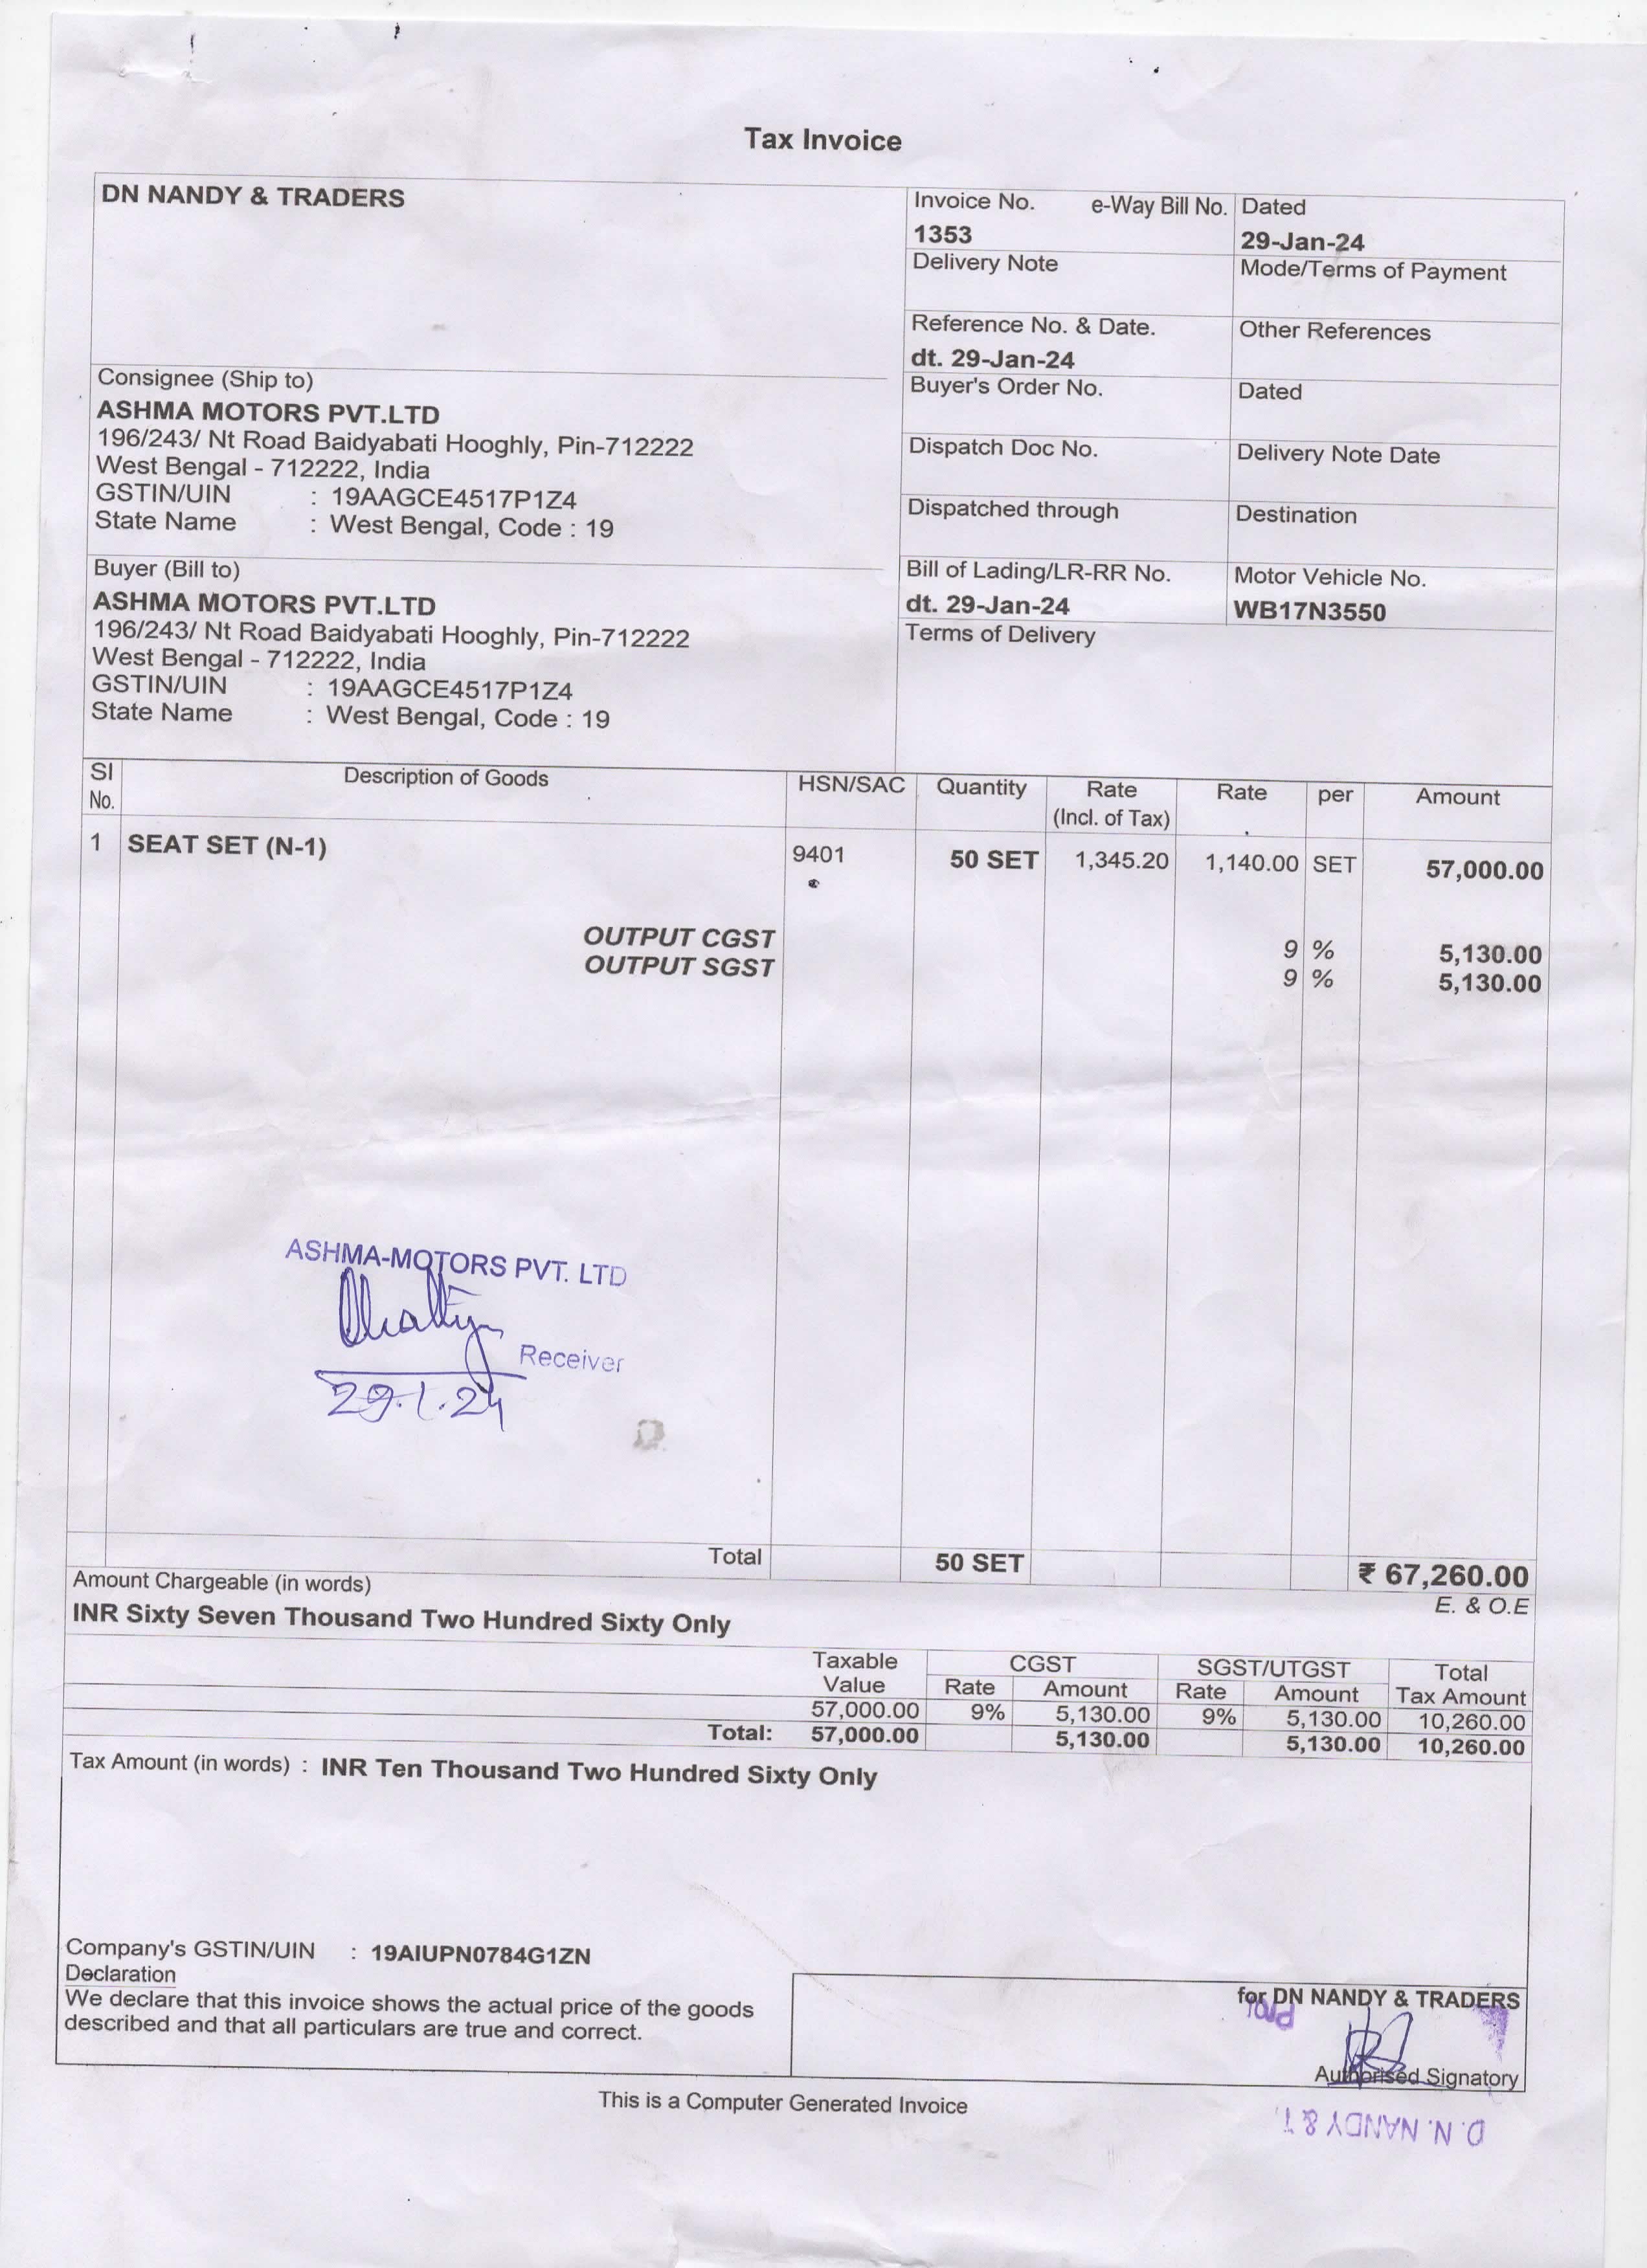 Tax Invoice
DN NANDY & TRADERS
Invoice No. e-Way Bill No. Dated
1353 29-Jan-24
Delivery Note Mode/Terms of Payment
Reference No. & Date. Other References
dt. 29-Jan-24
Buyer's Order No. Dated
Dispatch Doc No. Delivery Note Date
Dispatched through Destination
Bill of Lading/LR-RR No. Motor Vehicle No.
dt. 29-Jan-24 WB17N3550
Terms of Delivery
Consignee (Ship to)
ASHMA MOTORS PVT.LTD
196/243/ Nt Road Baidyabati Hooghly, Pin-712222
West Bengal - 712222, India
GSTIN/UIN : 19AAGCE4517P1Z4
State Name : West Bengal, Code : 19
Buyer (Bill to)
ASHMA MOTORS PVT.LTD
196/243/ Nt Road Baidyabati Hooghly, Pin-712222
West Bengal - 712222, India
GSTIN/UIN : 19AAGCE4517P1Z4
State Name : West Bengal, Code : 19
SI No. Description of Goods HSN/SAC Quantity Rate (Incl. of Tax) Rate per Amount
1 SEAT SET (N-1) 9401 50 SET 1,345.20 1,140.00 SET 57,000.00
OUTPUT CGST 9 % 5,130.00
OUTPUT SGST 9 % 5,130.00
ASHMA-MOTORS PVT. LTD
Receiver
29.1.24
Total 50 SET ₹ 67,260.00
Amount Chargeable (in words) E. & O.E
INR Sixty Seven Thousand Two Hundred Sixty Only
Taxable Value CGST SGST/UTGST Total Tax Amount
Rate Amount Rate Amount
57,000.00 9% 5,130.00 9% 5,130.00 10,260.00
Total: 57,000.00 5,130.00 5,130.00 10,260.00
Tax Amount (in words) : INR Ten Thousand Two Hundred Sixty Only
Company's GSTIN/UIN : 19AIUPN0784G1ZN
Declaration
We declare that this invoice shows the actual price of the goods
described and that all particulars are true and correct.
for DN NANDY & TRADERS
Prop
Authorised Signatory
This is a Computer Generated Invoice
D. N. NANDY & T